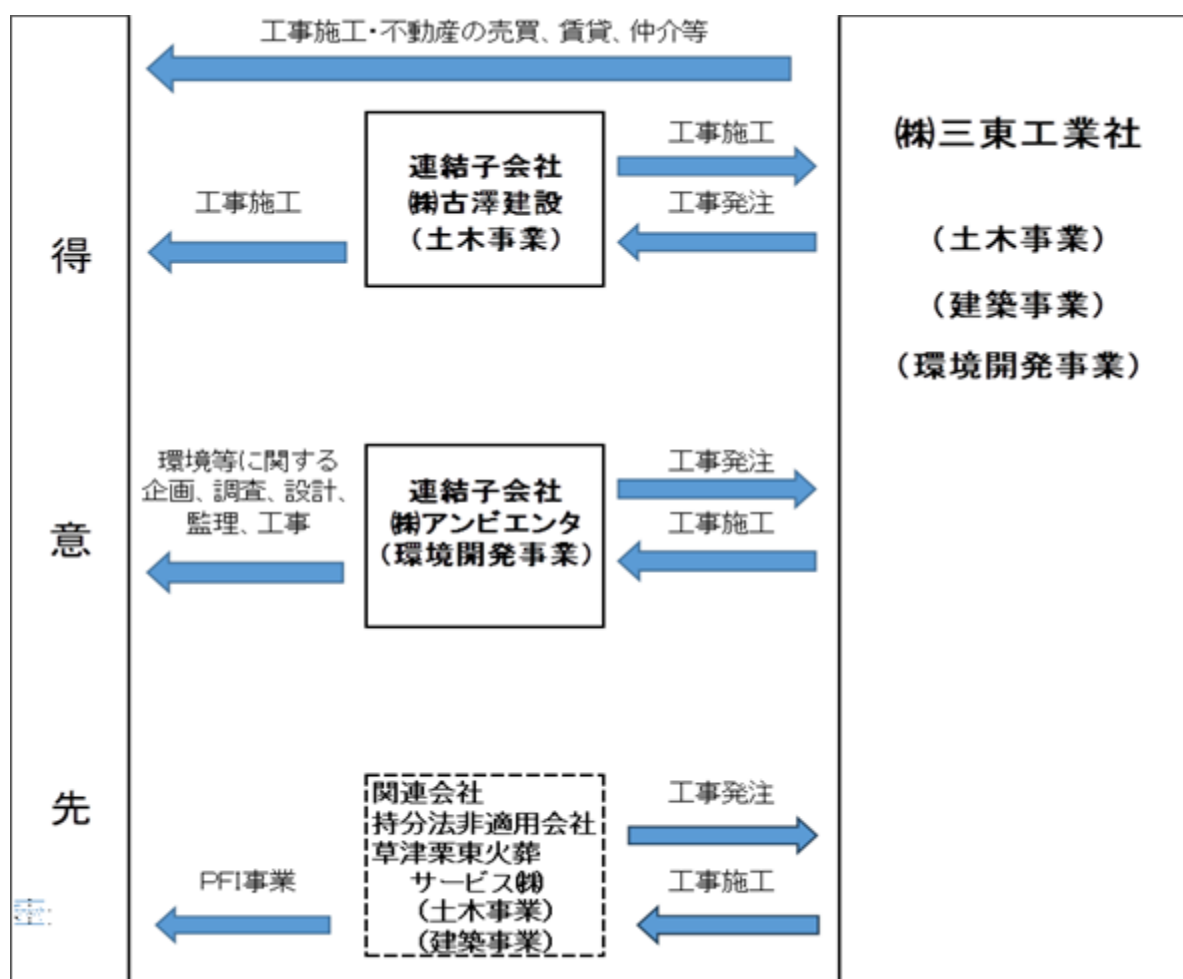 工事施工・不動産の売買、賃貸、仲介等
㈱三東工業社
(土木事業)
(建築事業)
(環境開発事業)
得
意
先
連結子会社
㈱古澤建設
(土木事業)
工事施工
工事発注
工事施工
連結子会社
㈱アンビエンタ
(環境開発事業)
工事発注
工事施工
環境等に関する
企画、調査、設計、
監理、工事
関連会社
持分法非適用会社
草津栗東火葬
サービス㈱
(土木事業)
(建築事業)
工事発注
工事施工
PFI事業